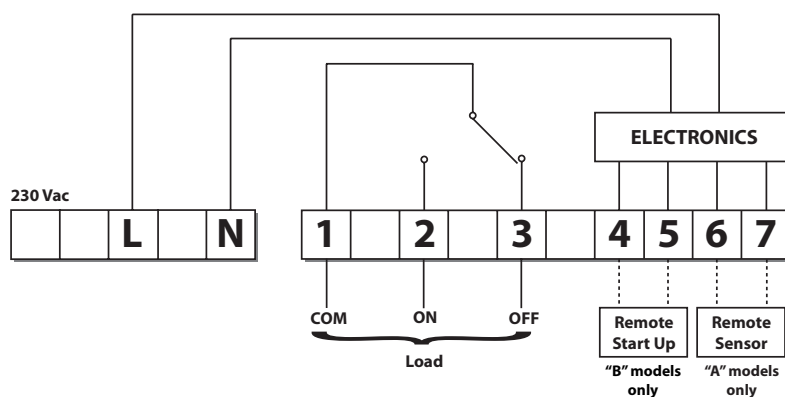 ELECTRONICS
230 Vac
L N 1 2 3 4 5 6 7
COM ON OFF
Load
Remote
Start Up
Remote
Sensor
“B” models
only
“A” models
only